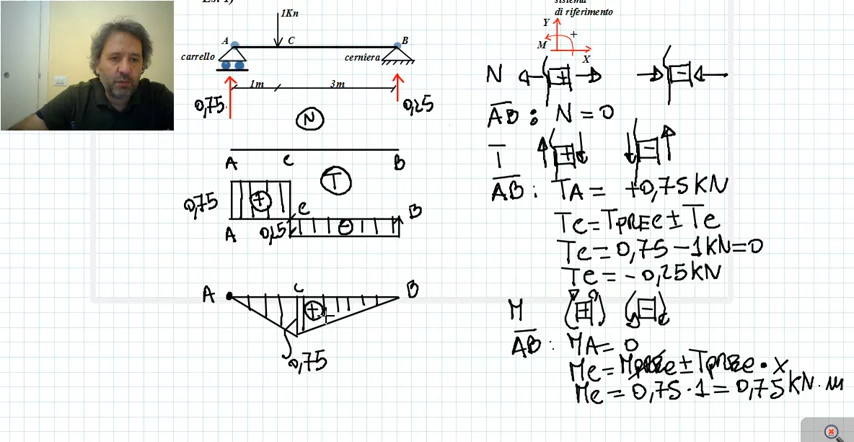 Es. 1)
sistema
di riferimento
1Kn
A
C
B
carrello
cerniera
Y
+
M
X
1m
3m
0,75
0,25
N
A C B
T
0,75
+
C
B
A
0,25
-
A C B
+
0,75
N + -
AB : N = 0
T + -
AB : TA = +0,75 KN
Tc = TPREC ± Tc
Tc = 0,75 - 1KN = 0
Tc = - 0,25 KN
M + -
AB : MA = 0
Mc = MPREC ± TPREC • X
Mc = 0,75 · 1 = 0,75 KN · m